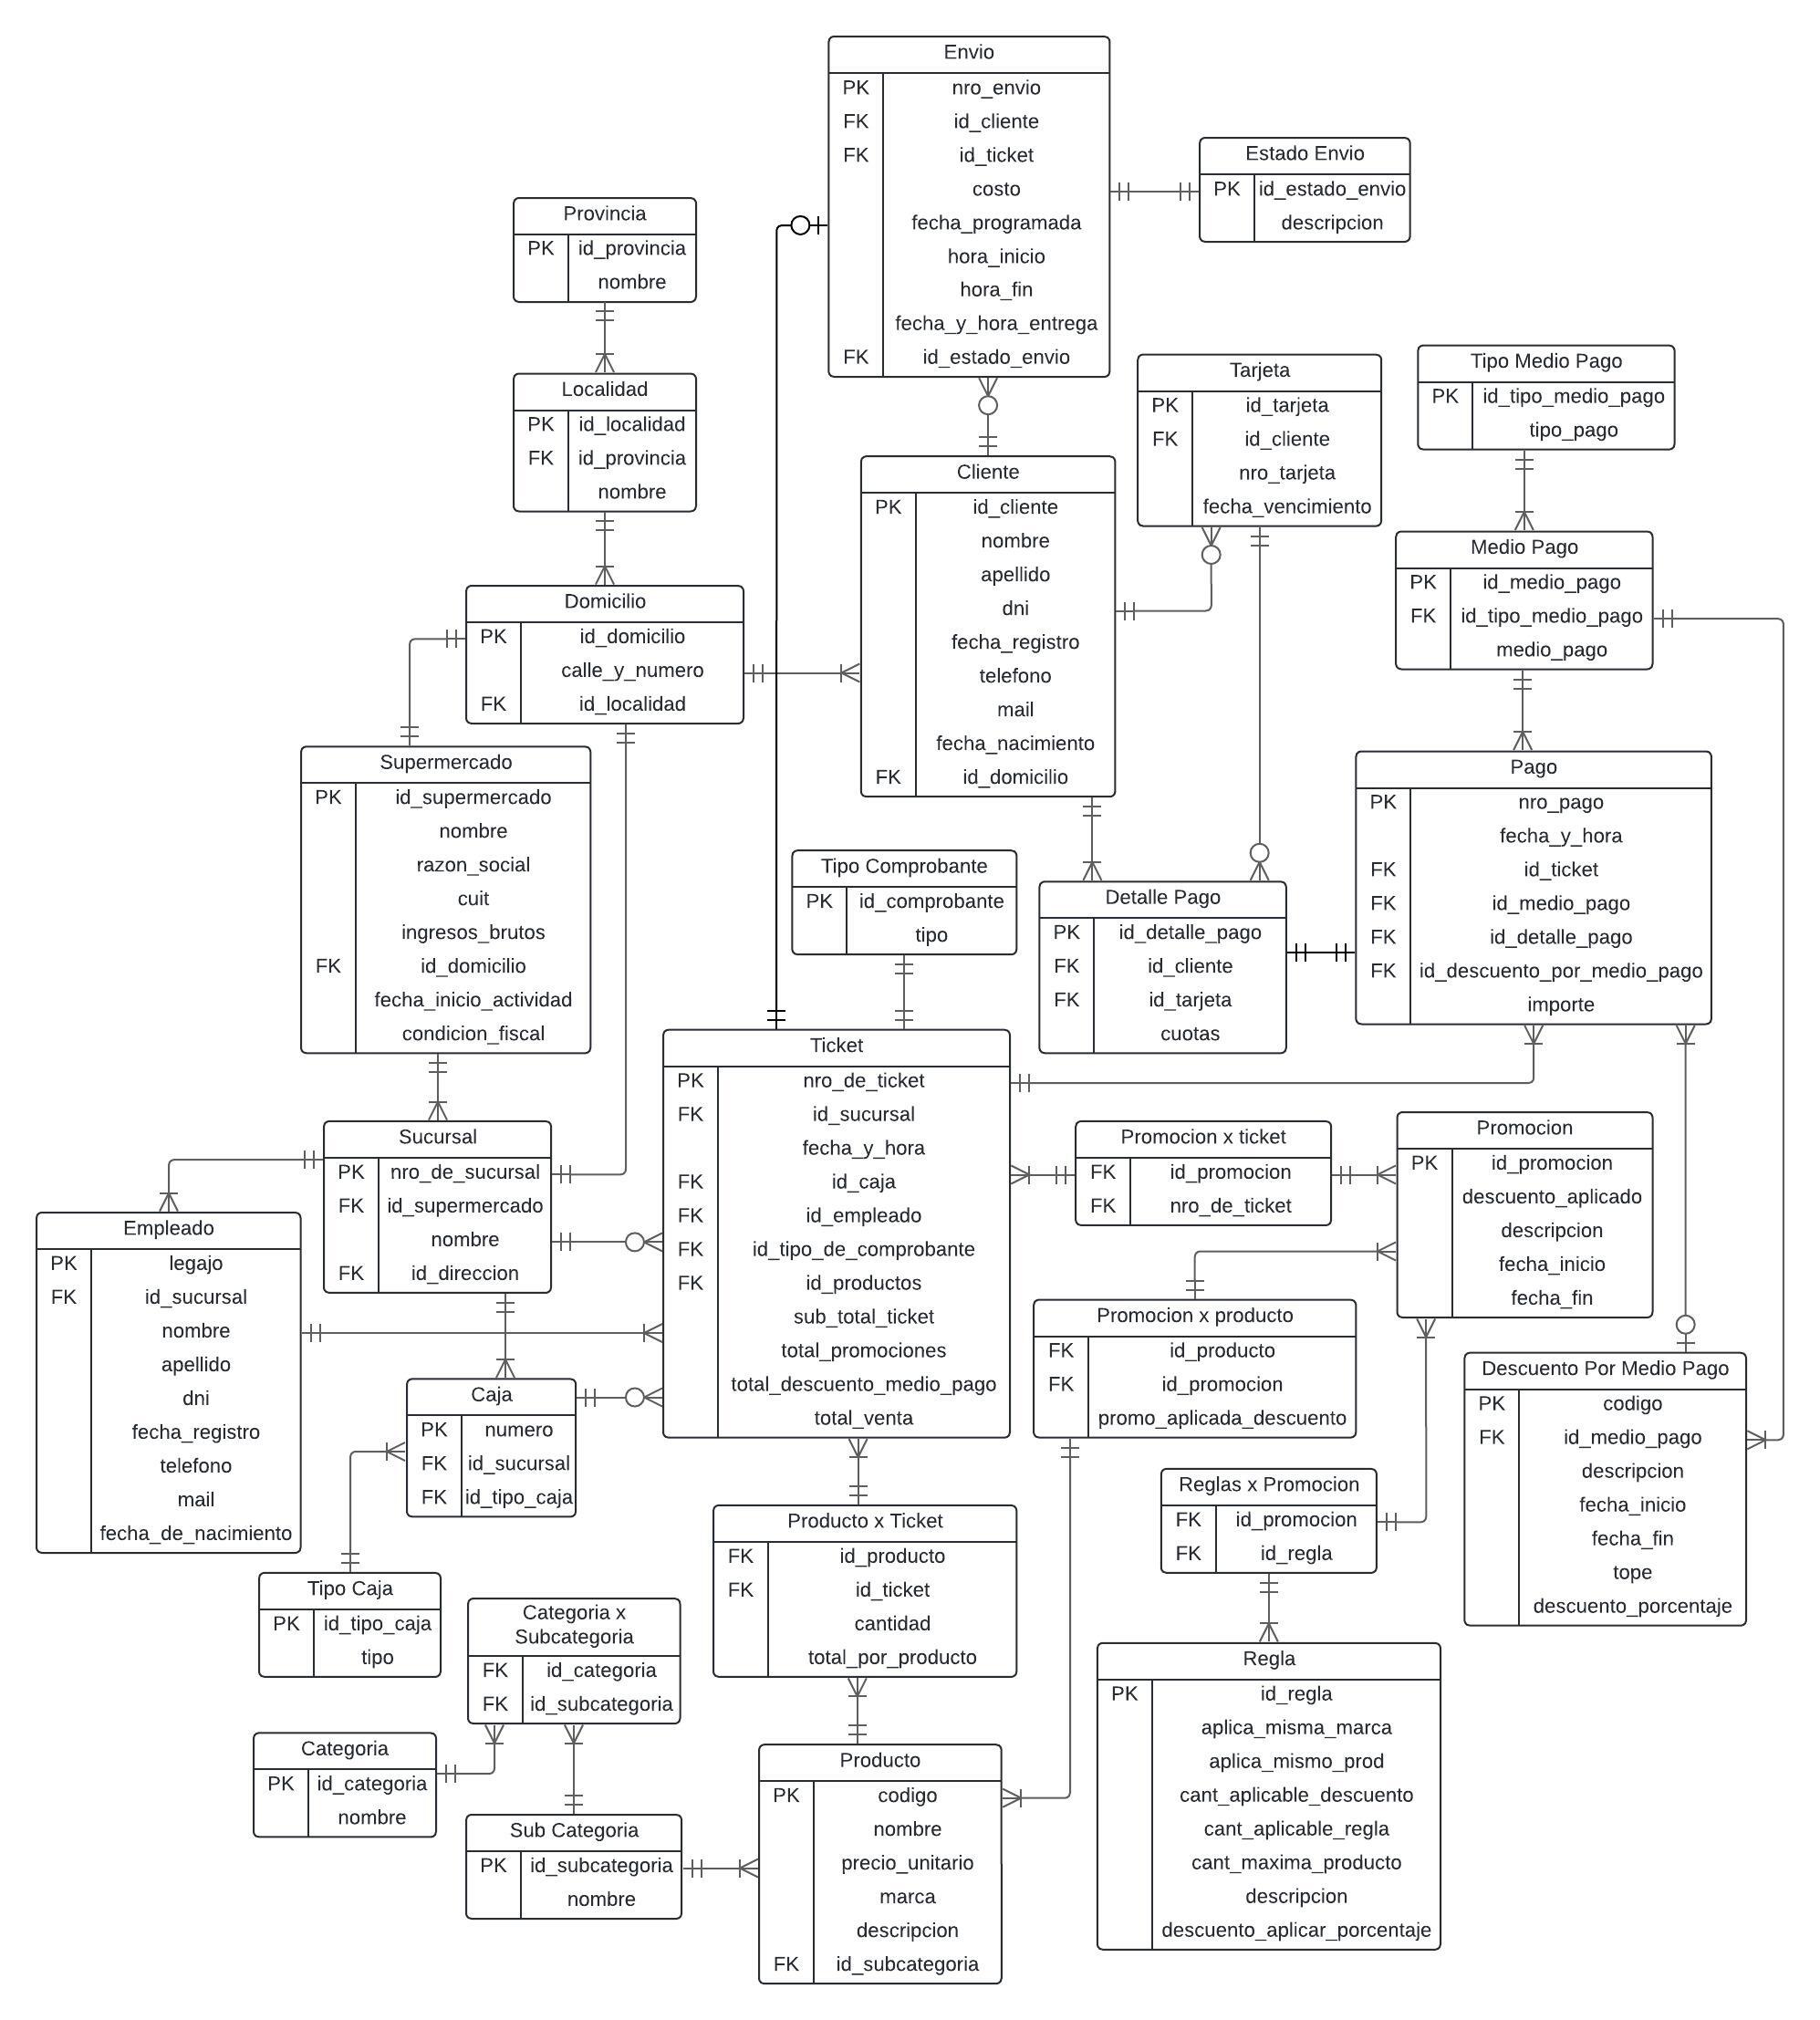 Envio
PK nro_envio
FK id_cliente
FK id_ticket
costo
fecha_programada
hora_inicio
hora_fin
fecha_y_hora_entrega
FK id_estado_envio
Estado Envio
PK id_estado_envio
descripcion
Provincia
PK id_provincia
nombre
Localidad
PK id_localidad
FK id_provincia
nombre
Tarjeta
PK id_tarjeta
FK id_cliente
nro_tarjeta
fecha_vencimiento
Tipo Medio Pago
PK id_tipo_medio_pago
tipo_pago
Cliente
PK id_cliente
nombre
apellido
dni
fecha_registro
telefono
mail
fecha_nacimiento
FK id_domicilio
Medio Pago
PK id_medio_pago
FK id_tipo_medio_pago
medio_pago
Domicilio
PK id_domicilio
calle_y_numero
FK id_localidad
Supermercado
PK id_supermercado
nombre
razon_social
cuit
ingresos_brutos
FK id_domicilio
fecha_inicio_actividad
condicion_fiscal
Pago
PK nro_pago
fecha_y_hora
FK id_ticket
FK id_medio_pago
FK id_detalle_pago
FK id_descuento_por_medio_pago
importe
Tipo Comprobante
PK id_comprobante
tipo
Detalle Pago
PK id_detalle_pago
FK id_cliente
FK id_tarjeta
cuotas
Ticket
PK nro_de_ticket
FK id_sucursal
fecha_y_hora
FK id_caja
FK id_empleado
FK id_tipo_de_comprobante
FK id_productos
sub_total_ticket
total_promociones
total_descuento_medio_pago
total_venta
Sucursal
PK nro_de_sucursal
FK id_supermercado
nombre
FK id_direccion
Promocion x ticket
FK id_promocion
FK nro_de_ticket
Promocion
PK id_promocion
descuento_aplicado
descripcion
fecha_inicio
fecha_fin
Empleado
PK legajo
FK id_sucursal
nombre
apellido
dni
fecha_registro
telefono
mail
fecha_de_nacimiento
Promocion x producto
FK id_producto
FK id_promocion
promo_aplicada_descuento
Descuento Por Medio Pago
PK codigo
FK id_medio_pago
descripcion
fecha_inicio
fecha_fin
tope
descuento_porcentaje
Caja
PK numero
FK id_sucursal
FK id_tipo_caja
Reglas x Promocion
FK id_promocion
FK id_regla
Producto x Ticket
FK id_producto
FK id_ticket
cantidad
total_por_producto
Tipo Caja
PK id_tipo_caja
tipo
Categoria x
Subcategoria
FK id_categoria
FK id_subcategoria
Regla
PK id_regla
aplica_misma_marca
aplica_mismo_prod
cant_aplicable_descuento
cant_aplicable_regla
cant_maxima_producto
descripcion
descuento_aplicar_porcentaje
Categoria
PK id_categoria
nombre
Producto
PK codigo
nombre
precio_unitario
marca
descripcion
FK id_subcategoria
Sub Categoria
PK id_subcategoria
nombre